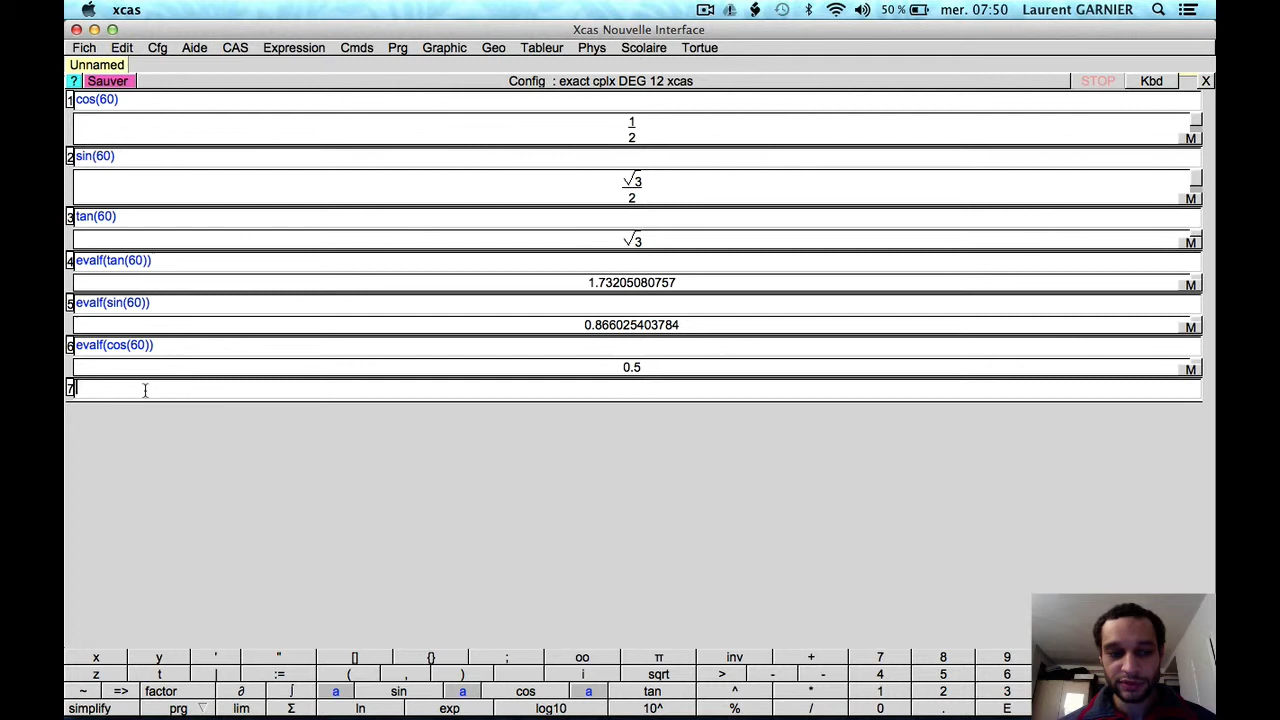 xcas 50 % mer. 07:50 Laurent GARNIER
Xcas Nouvelle Interface
Fich Edit Cfg Aide CAS Expression Cmds Prg Graphic Geo Tableur Phys Scolaire Tortue
Unnamed
? Sauver Config : exact cplx DEG 12 xcas STOP Kbd X
1 cos(60)
1
2
M
2 sin(60)
√3
2
M
3 tan(60)
√3 M
4 evalf(tan(60))
1.73205080757 M
5 evalf(sin(60))
0.866025403784 M
6 evalf(cos(60))
0.5 M
7
x y ' " [] {} ; oo π inv + 7 8 9
z t | := ( , ) i sqrt > - - 4 5 6
~ => factor ∂ ∫ a sin a cos a tan ^ * 1 2 3
simplify prg lim Σ ln exp log10 10^ % / 0 . E